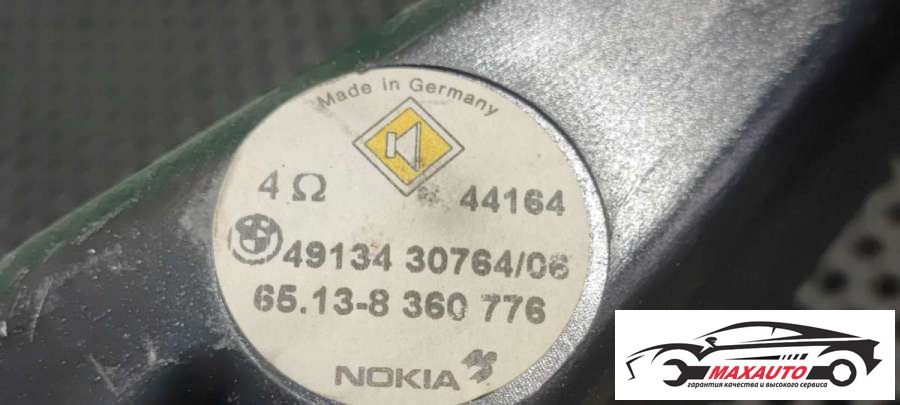 Made in Germany
4 Ω
44164
49134 30764/06
65.13-8 360 776
NOKIA
MAXAUTO
гарантия качества и высокого сервиса